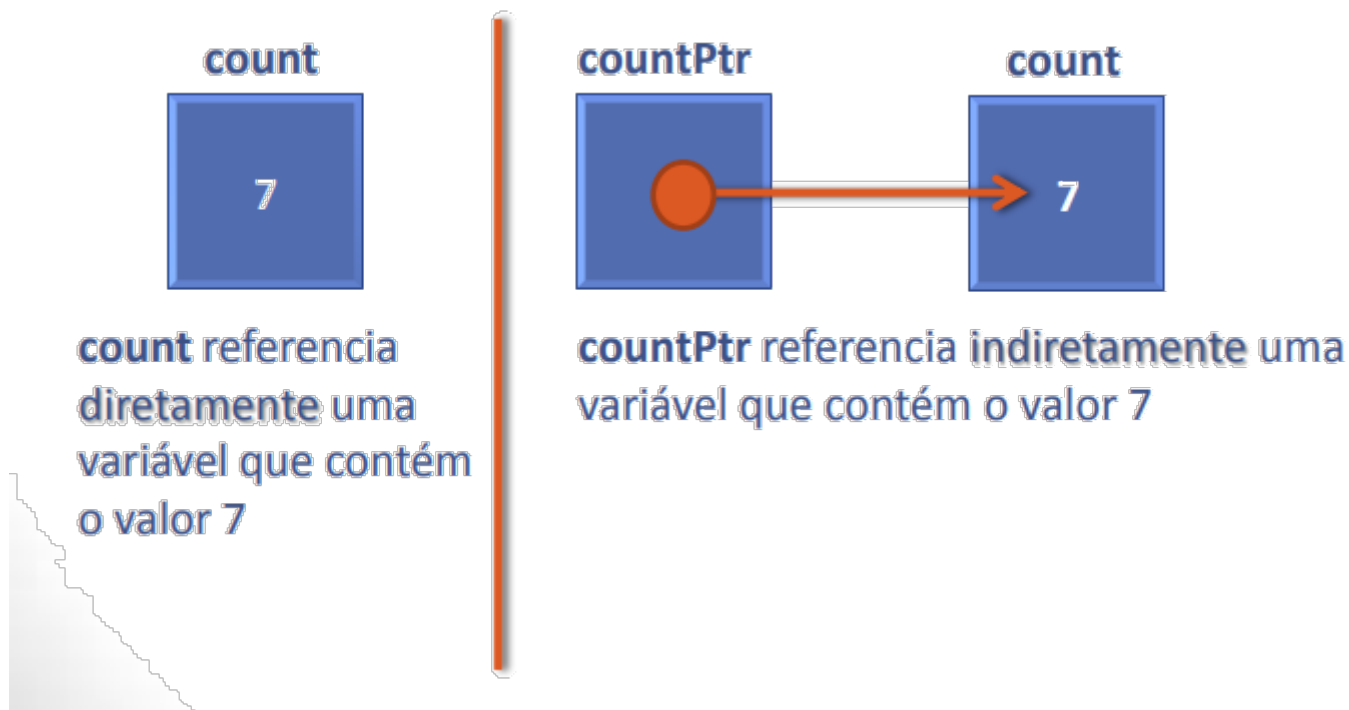 count
7
count referencia
diretamente uma
variável que contém
o valor 7
countPtr
count
7
countPtr referencia indiretamente uma
variável que contém o valor 7